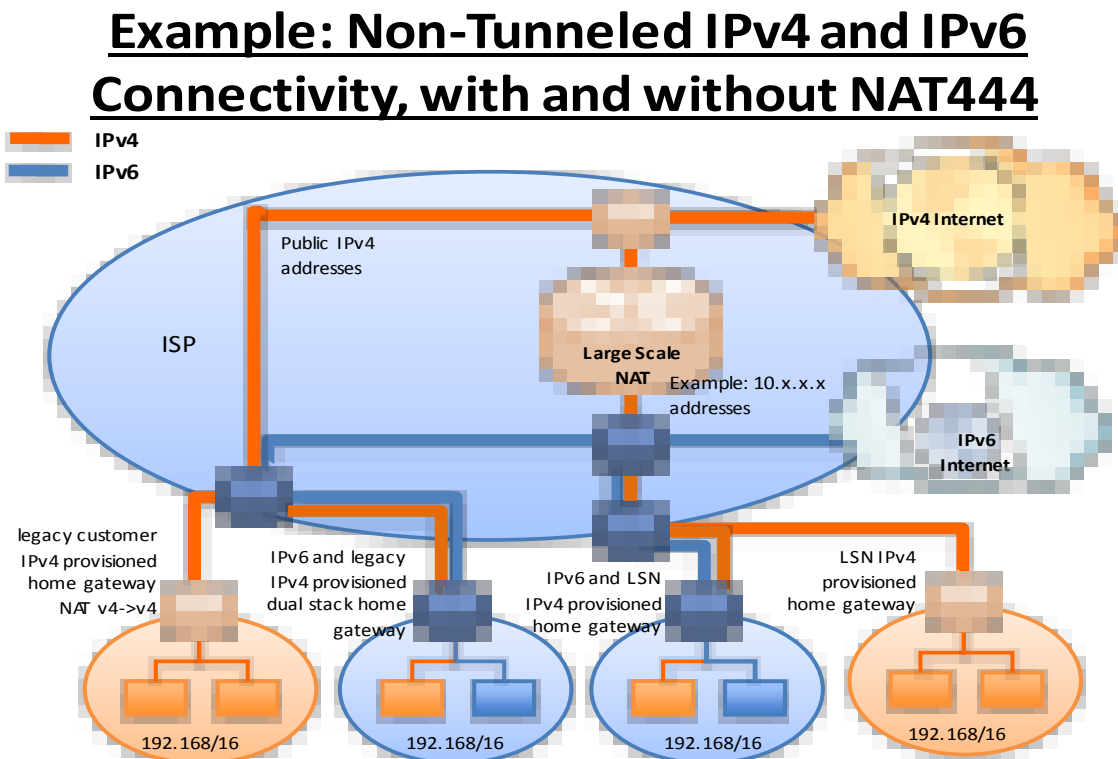 Example: Non-Tunneled IPv4 and IPv6
Connectivity, with and without NAT444
IPv4
IPv6
IPv4 Internet
Public IPv4
addresses
ISP
Large Scale
NAT
Example: 10.x.x.x
addresses
IPv6
Internet
legacy customer
IPv4 provisioned
home gateway
NAT v4->v4
IPv6 and legacy
IPv4 provisioned
dual stack home
gateway
IPv6 and LSN
IPv4 provisioned
home gateway
LSN IPv4
provisioned
home gateway
192.168/16
192.168/16
192.168/16
192.168/16